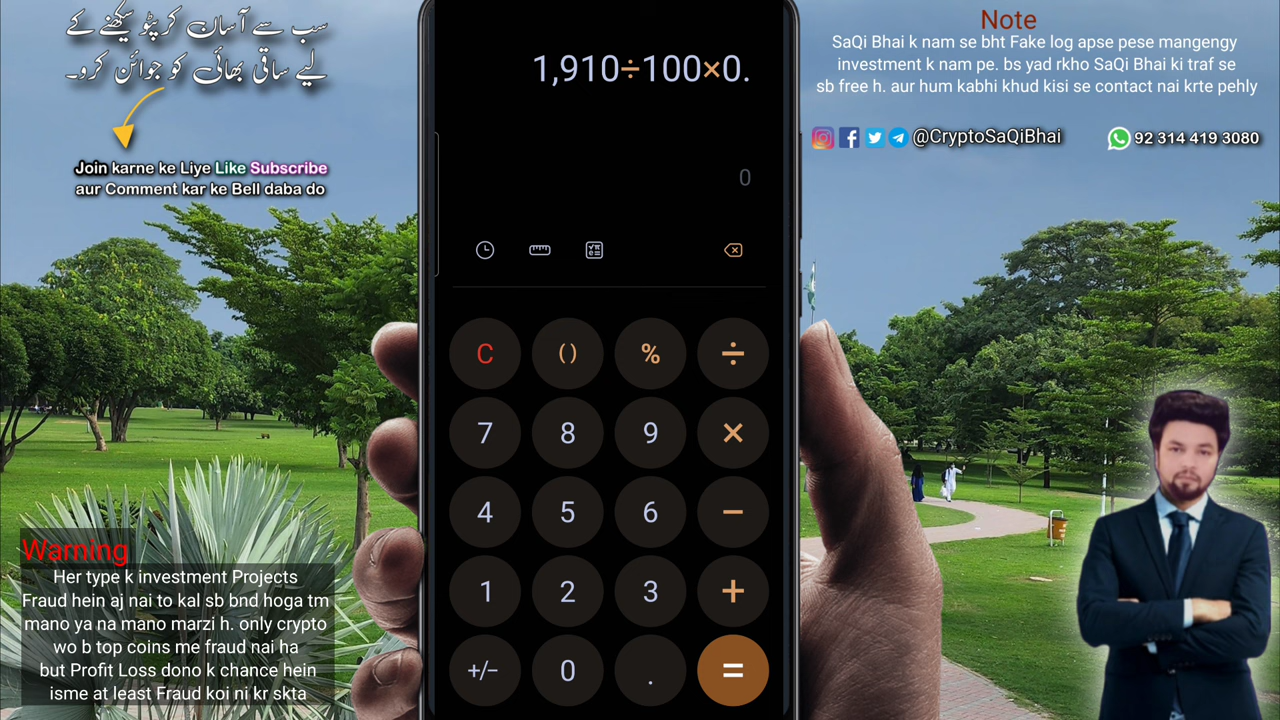 سب سے آسان کرپٹو سیکھنے کے
لیے ساقی بھائی کو جوائن کرو۔
Join karne ke Liye Like Subscribe
aur Comment kar ke Bell daba do
Warning
Her type k investment Projects
Fraud hein aj nai to kal sb bnd hoga tm
mano ya na mano marzi h. only crypto
wo b top coins me fraud nai ha
but Profit Loss dono k chance hein
isme at least Fraud koi ni kr skta
1,910÷100×0.
0
C () % ÷
7 8 9 ×
4 5 6 −
1 2 3 +
+/− 0 . =
Note
SaQi Bhai k nam se bht Fake log apse pese mangengy
investment k nam pe. bs yad rkho SaQi Bhai ki traf se
sb free h. aur hum kabhi khud kisi se contact nai krte pehly
@CryptoSaQiBhai 92 314 419 3080